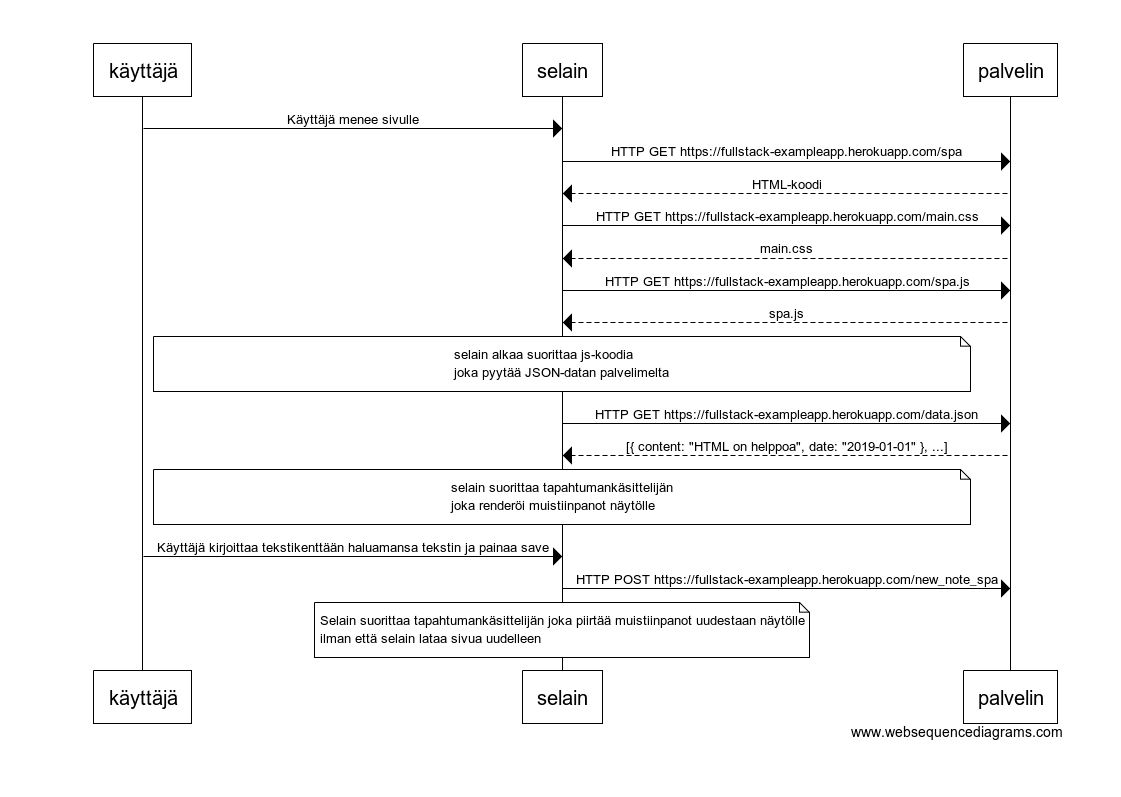 käyttäjä
selain
palvelin
Käyttäjä menee sivulle
HTTP GET https://fullstack-exampleapp.herokuapp.com/spa
HTML-koodi
HTTP GET https://fullstack-exampleapp.herokuapp.com/main.css
main.css
HTTP GET https://fullstack-exampleapp.herokuapp.com/spa.js
spa.js
selain alkaa suorittaa js-koodia
joka pyytää JSON-datan palvelimelta
HTTP GET https://fullstack-exampleapp.herokuapp.com/data.json
[{ content: "HTML on helppoa", date: "2019-01-01" }, ...]
selain suorittaa tapahtumankäsittelijän
joka renderöi muistiinpanot näytölle
Käyttäjä kirjoittaa tekstikenttään haluamansa tekstin ja painaa save
HTTP POST https://fullstack-exampleapp.herokuapp.com/new_note_spa
Selain suorittaa tapahtumankäsittelijän joka piirtää muistiinpanot uudestaan näytölle
ilman että selain lataa sivua uudelleen
käyttäjä
selain
palvelin
www.websequencediagrams.com